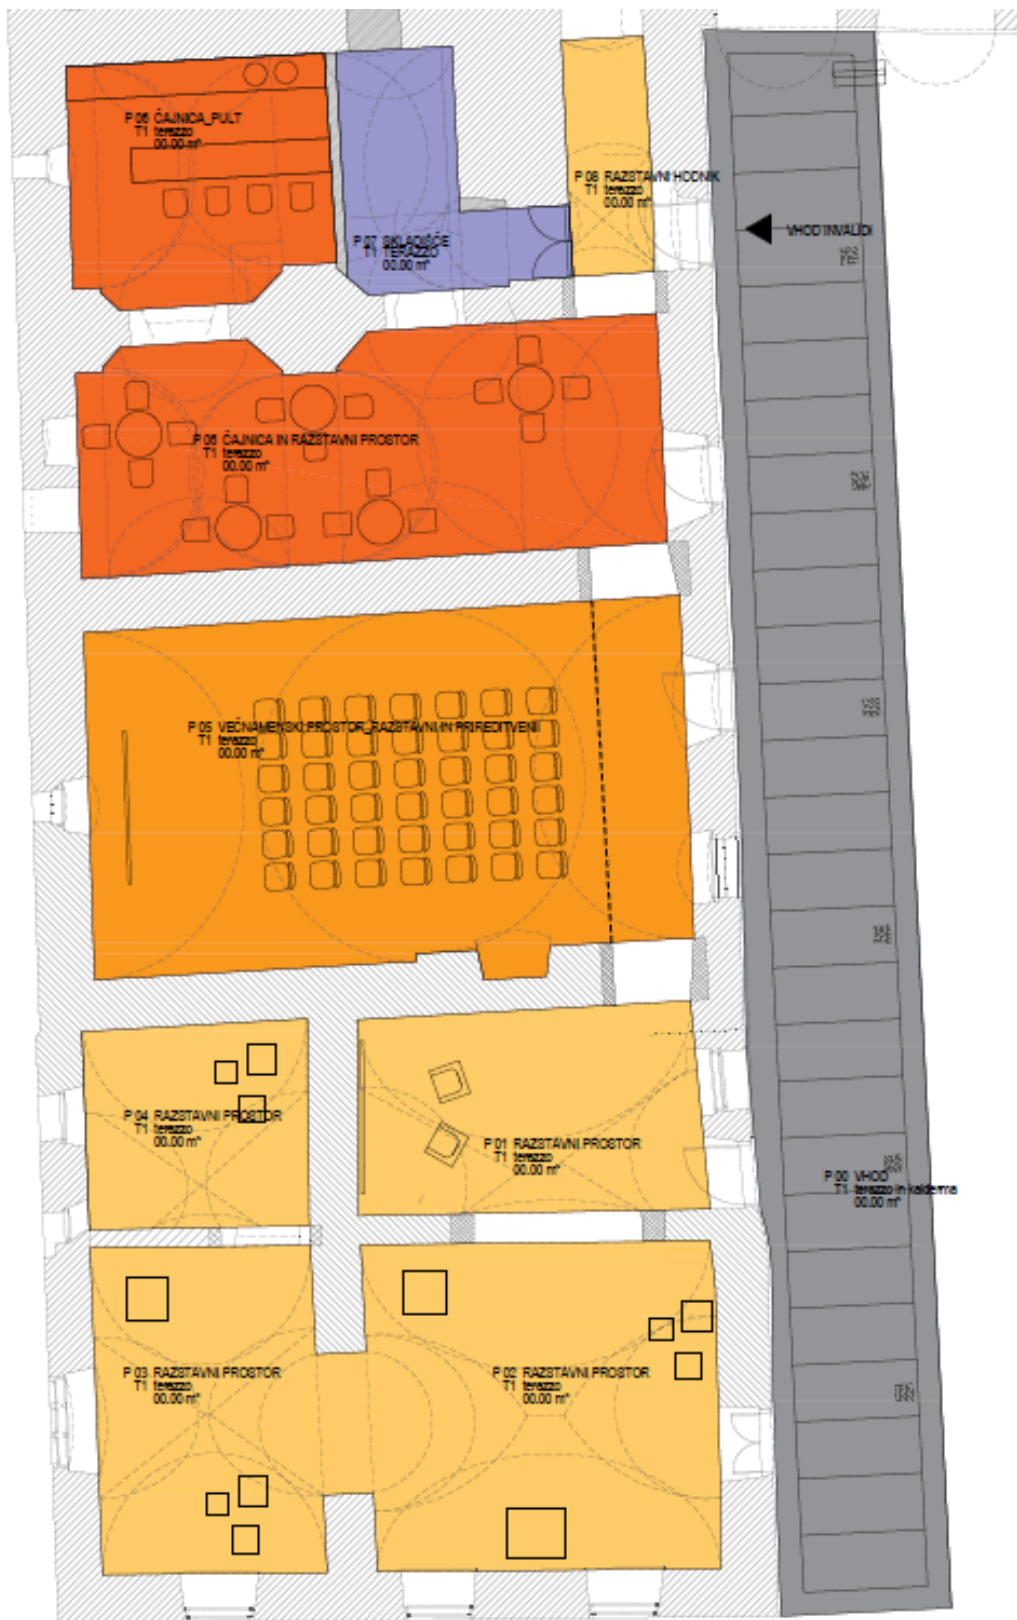 P 06 ČAJNICA_PULT
T1 terazzo
00.00 m²
P 08 RAZSTAVNI HODNIK
T1 terazzo
00.00 m²
P 07 SKLADIŠČE
T1 TERAZZO
00.00 m²
VHOD INVALIDI
P 06 ČAJNICA IN RAZSTAVNI PROSTOR
T1 terazzo
00.00 m²
P 05 VEČNAMENSKI PROSTOR_RAZSTAVNI IN PRIREDITVENI
T1 terazzo
00.00 m²
P 04 RAZSTAVNI PROSTOR
T1 terazzo
00.00 m²
P 01 RAZSTAVNI PROSTOR
T1 terazzo
00.00 m²
P 00 VHOD
T1 terazzo in kalderma
00.00 m²
P 03 RAZSTAVNI PROSTOR
T1 terazzo
00.00 m²
P 02 RAZSTAVNI PROSTOR
T1 terazzo
00.00 m²